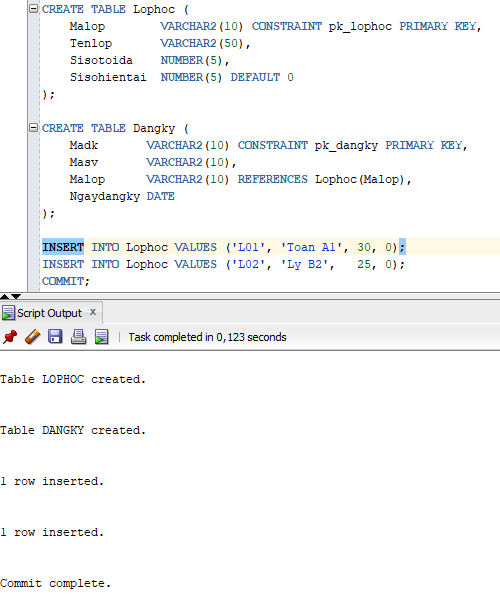 CREATE TABLE Lophoc (
    Malop        VARCHAR2(10) CONSTRAINT pk_lophoc PRIMARY KEY,
    Tenlop       VARCHAR2(50),
    Sisotoida    NUMBER(5),
    Sisohientai  NUMBER(5) DEFAULT 0
);
CREATE TABLE Dangky (
    Madk       VARCHAR2(10) CONSTRAINT pk_dangky PRIMARY KEY,
    Masv       VARCHAR2(10),
    Malop      VARCHAR2(10) REFERENCES Lophoc(Malop),
    Ngaydangky DATE
);
INSERT INTO Lophoc VALUES ('L01', 'Toan A1', 30, 0);
INSERT INTO Lophoc VALUES ('L02', 'Ly B2',   25, 0);
COMMIT;
Script Output x
Task completed in 0,123 seconds
Table LOPHOC created.
Table DANGKY created.
1 row inserted.
1 row inserted.
Commit complete.